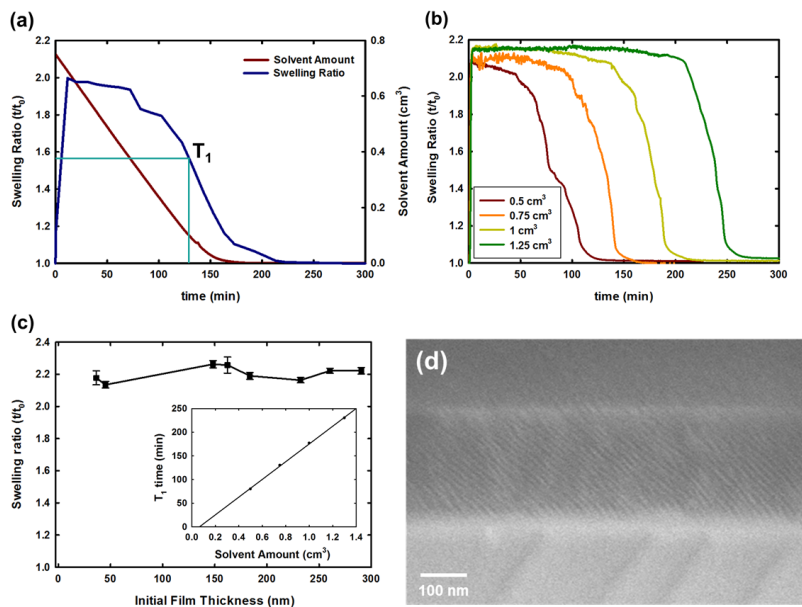 (a)
2.2
2.0
1.8
1.6
1.4
1.2
1.0
Swelling Ratio (t/t0)
Solvent Amount
Swelling Ratio
T1
0.8
0.6
0.4
0.2
0.0
Solvent Amount (cm3)
0 50 100 150 200 250 300
time (min)
(b)
2.2
2.0
1.8
1.6
1.4
1.2
1.0
Swelling Ratio (t/t0)
0.5 cm3
0.75 cm3
1 cm3
1.25 cm3
0 50 100 150 200 250 300
time (min)
(c)
2.4
2.2
2.0
1.8
1.6
1.4
1.2
1.0
Swelling ratio (t/t0)
250
200
150
100
50
0
T1 time (min)
0.0 0.2 0.4 0.6 0.8 1.0 1.2 1.4
Solvent Amount (cm3)
0 50 100 150 200 250 300
Initial Film Thickness (nm)
(d)
100 nm